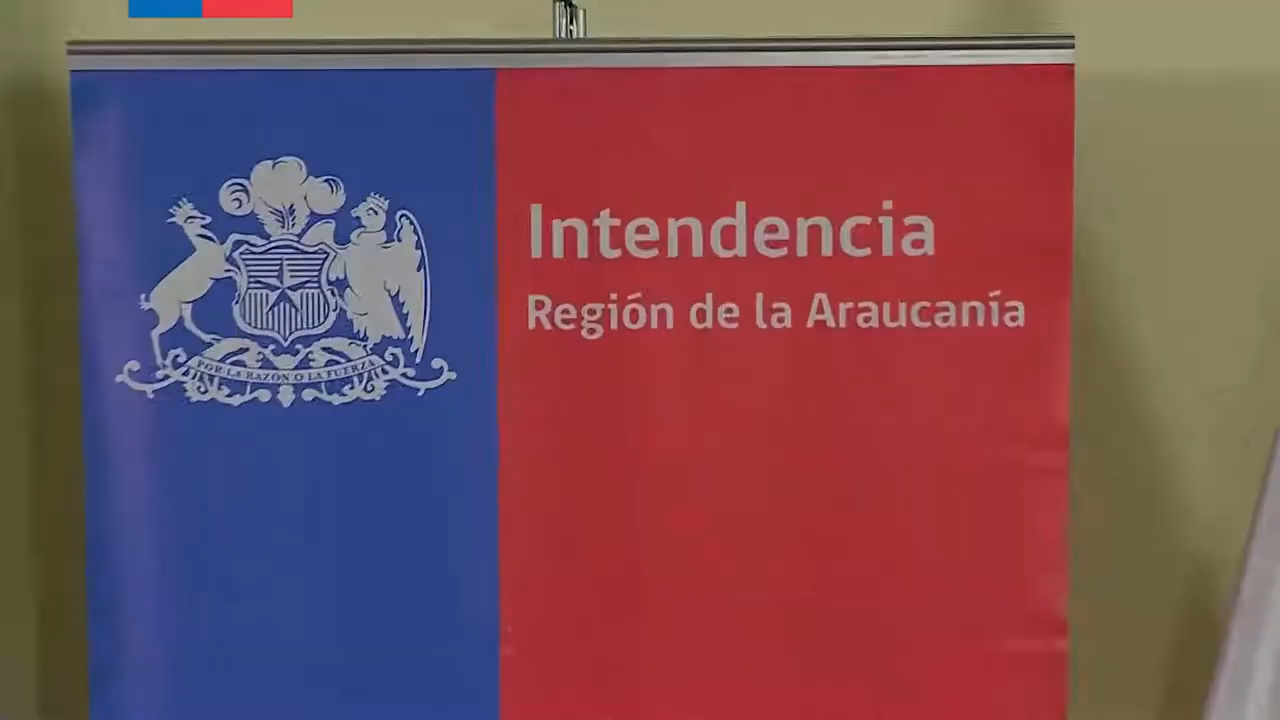 Intendencia
Región de la Araucanía
POR LA RAZÓN O LA FUERZA